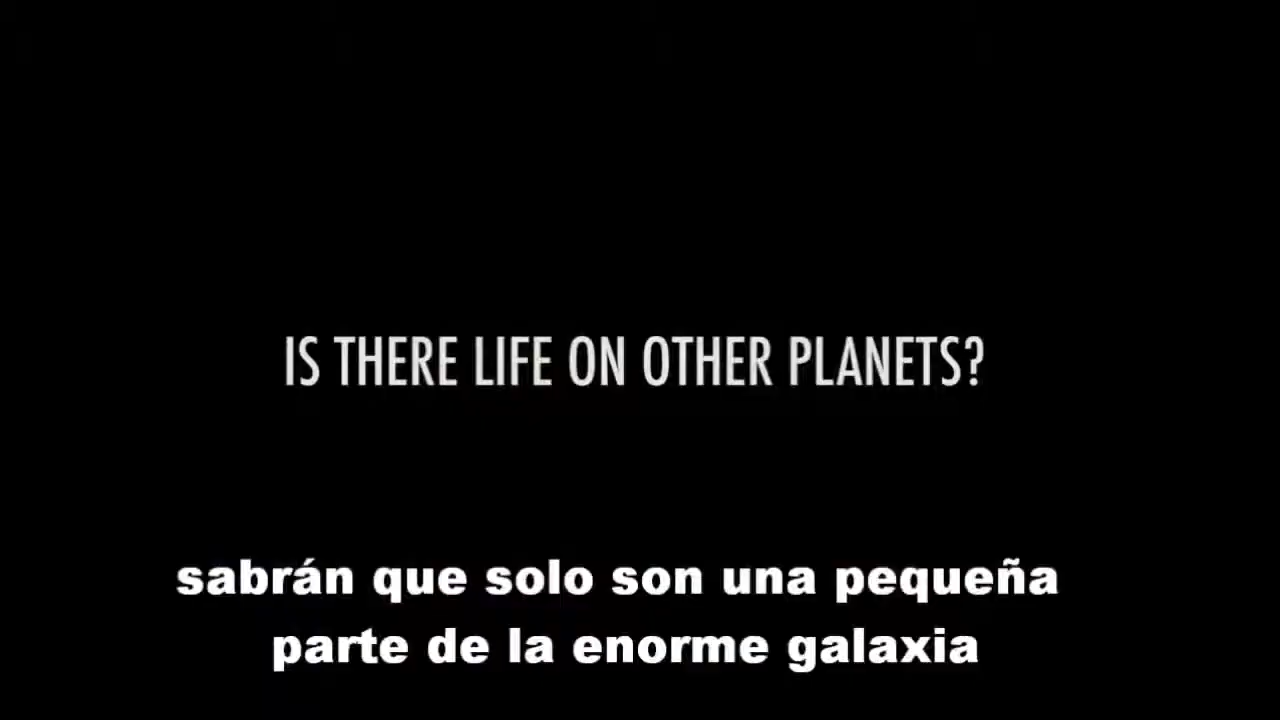 IS THERE LIFE ON OTHER PLANETS?
sabrán que solo son una pequeña
parte de la enorme galaxia